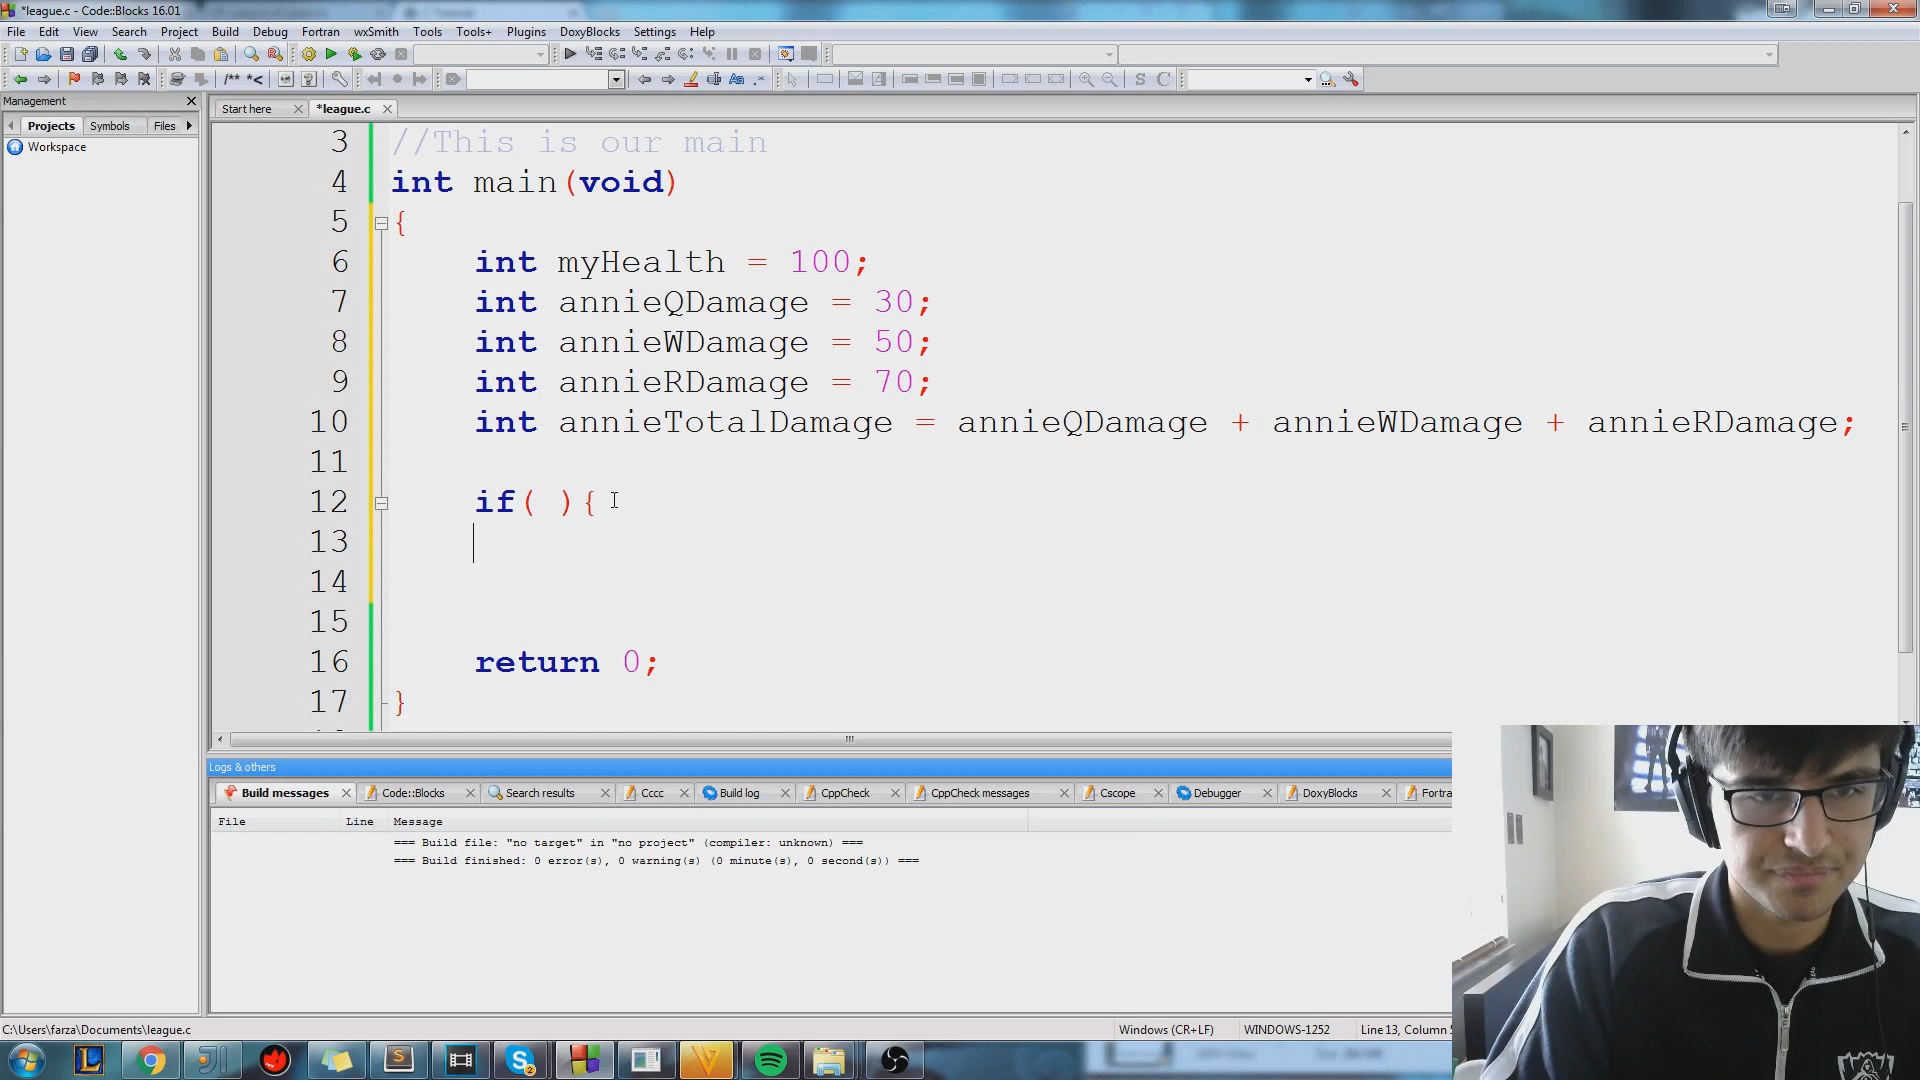 *league.c - Code::Blocks 16.01
File Edit View Search Project Build Debug Fortran wxSmith Tools Tools+ Plugins DoxyBlocks Settings Help
/** *<
Management
Projects Symbols Files
Workspace
Start here *league.c
3 //This is our main
4 int main(void)
5 {
6 int myHealth = 100;
7 int annieQDamage = 30;
8 int annieWDamage = 50;
9 int annieRDamage = 70;
10 int annieTotalDamage = annieQDamage + annieWDamage + annieRDamage;
11
12 if( ){
13
14
15
16 return 0;
17 }
Logs & others
Build messages Code::Blocks Search results Cccc Build log CppCheck CppCheck messages Cscope Debugger DoxyBlocks Fortra
File Line Message
=== Build file: "no target" in "no project" (compiler: unknown) ===
=== Build finished: 0 error(s), 0 warning(s) (0 minute(s), 0 second(s)) ===
C:\Users\farza\Documents\league.c Windows (CR+LF) WINDOWS-1252 Line 13, Column